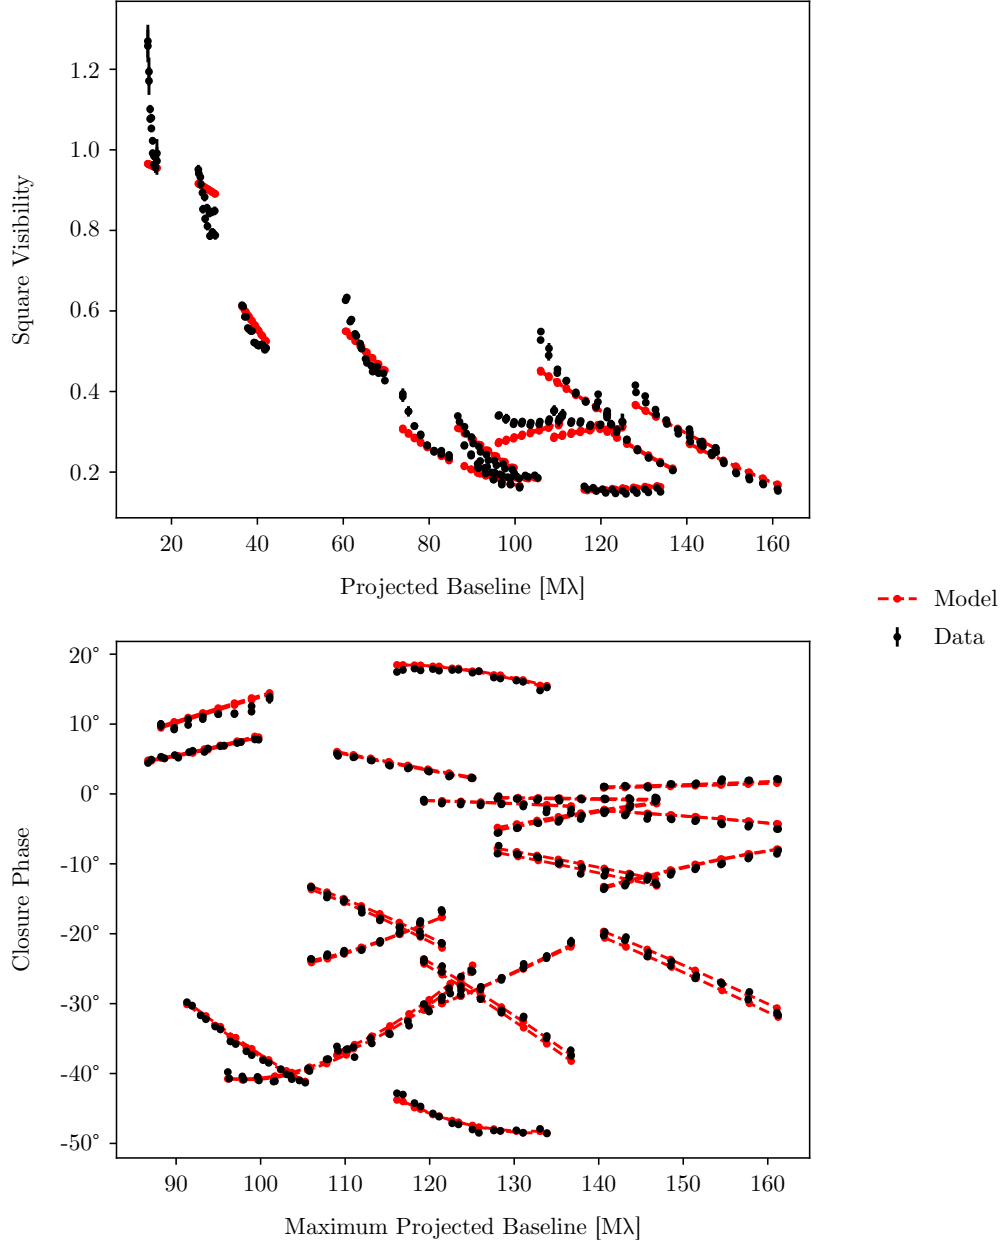 1.2
1.0
0.8
0.6
0.4
0.2
Square Visibility
20 40 60 80 100 120 140 160
Projected Baseline [Mλ]
Model
Data
20°
10°
0°
-10°
-20°
-30°
-40°
-50°
Closure Phase
90 100 110 120 130 140 150 160
Maximum Projected Baseline [Mλ]